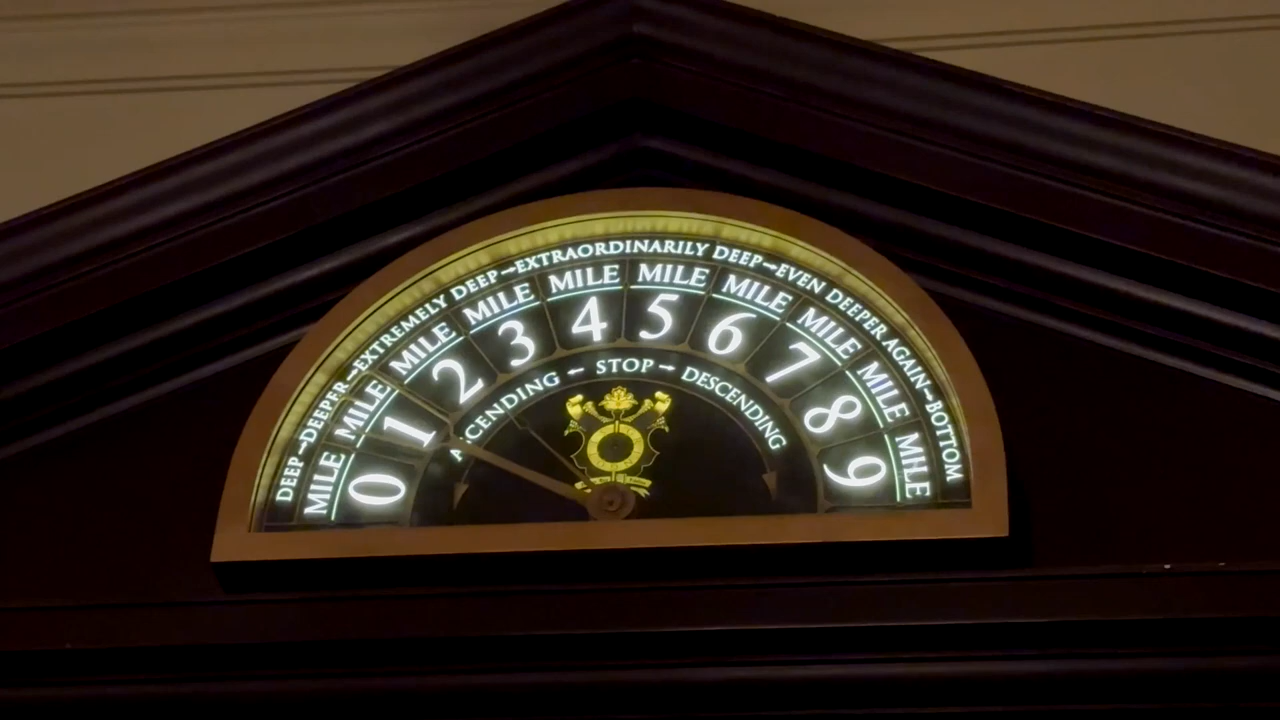 DEEP→DEEPER→EXTREMELY DEEP→EXTRAORDINARILY DEEP→EVEN DEEPER AGAIN→BOTTOM
MILE MILE MILE MILE MILE MILE MILE MILE MILE MILE
0 1 2 3 4 5 6 7 8 9
ASCENDING ← STOP → DESCENDING